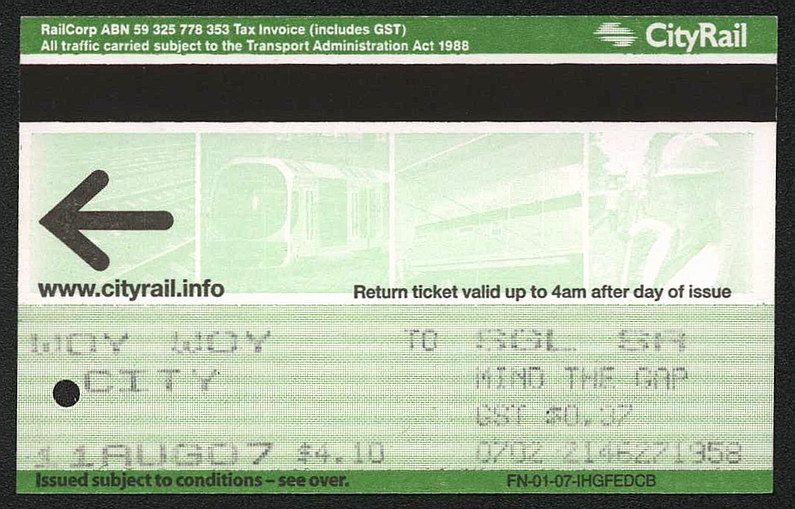 RailCorp ABN 59 325 778 353 Tax Invoice (includes GST)
All traffic carried subject to the Transport Administration Act 1988
CityRail
www.cityrail.info
Return ticket valid up to 4am after day of issue
WOY WOY TO SGL SA
CITY MIND THE GAP
GST $0.37
11AUG07 $4.10 0702 2146271958
Issued subject to conditions – see over.
FN-01-07-IHGFEDCB